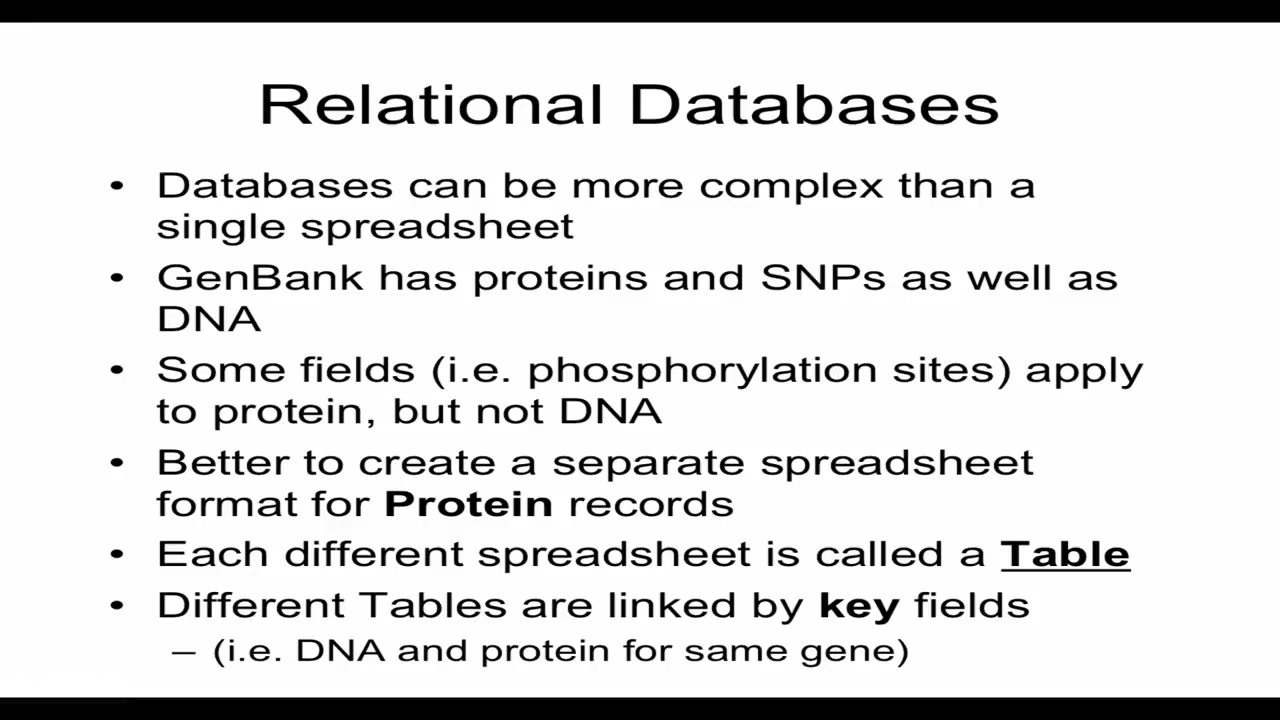 Relational Databases
• Databases can be more complex than a
single spreadsheet
• GenBank has proteins and SNPs as well as
DNA
• Some fields (i.e. phosphorylation sites) apply
to protein, but not DNA
• Better to create a separate spreadsheet
format for Protein records
• Each different spreadsheet is called a Table
• Different Tables are linked by key fields
– (i.e. DNA and protein for same gene)